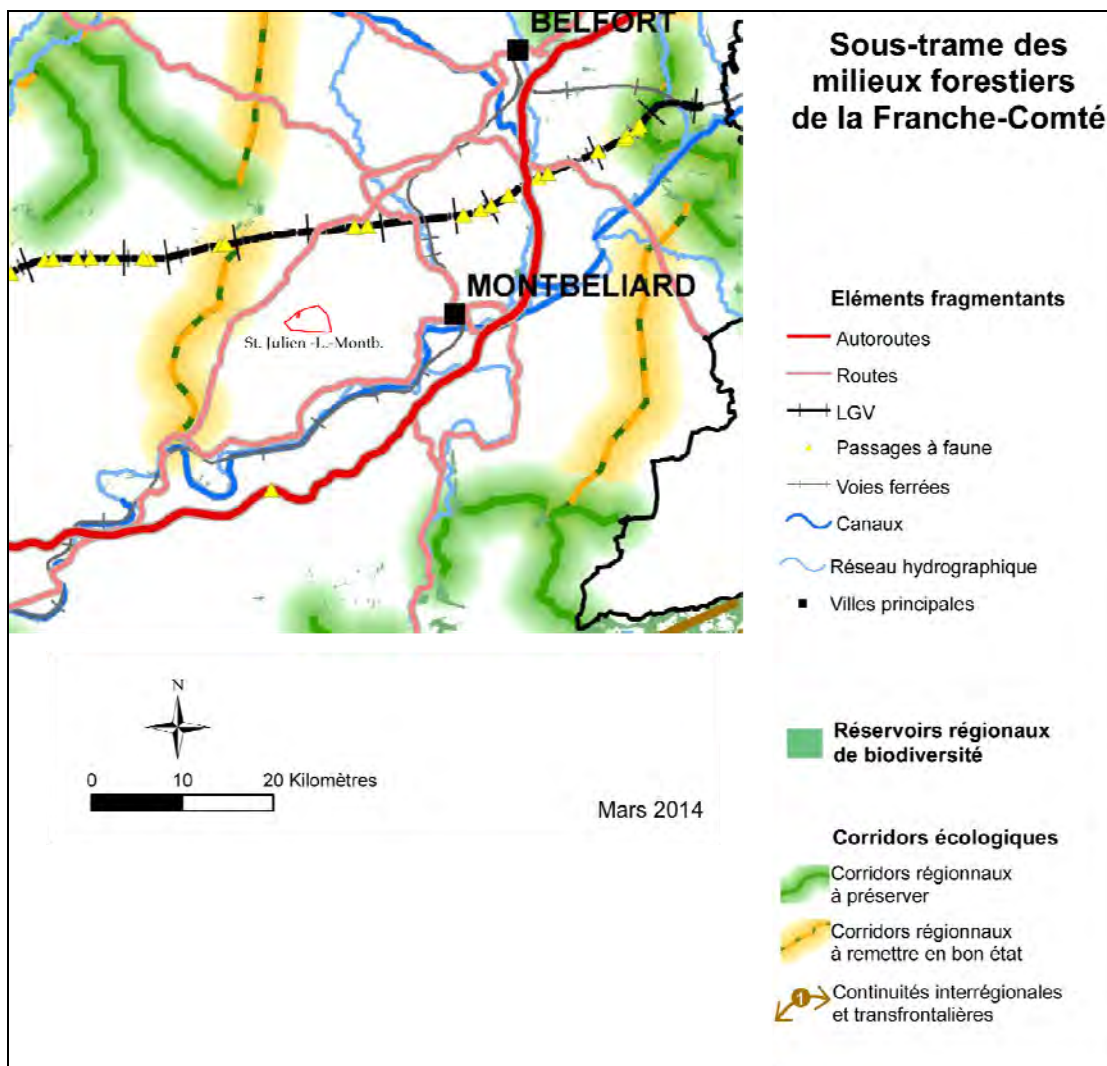 BELFORT
MONTBELIARD
St. Julien -L.-Montb.
N
0 10 20 Kilomètres
Mars 2014
Sous-trame des
milieux forestiers
de la Franche-Comté
Eléments fragmentants
Autoroutes
Routes
LGV
Passages à faune
Voies ferrées
Canaux
Réseau hydrographique
Villes principales
Réservoirs régionaux
de biodiversité
Corridors écologiques
Corridors régionnaux
à préserver
Corridors régionnaux
à remettre en bon état
1
Continuités interrégionales
et transfrontalières